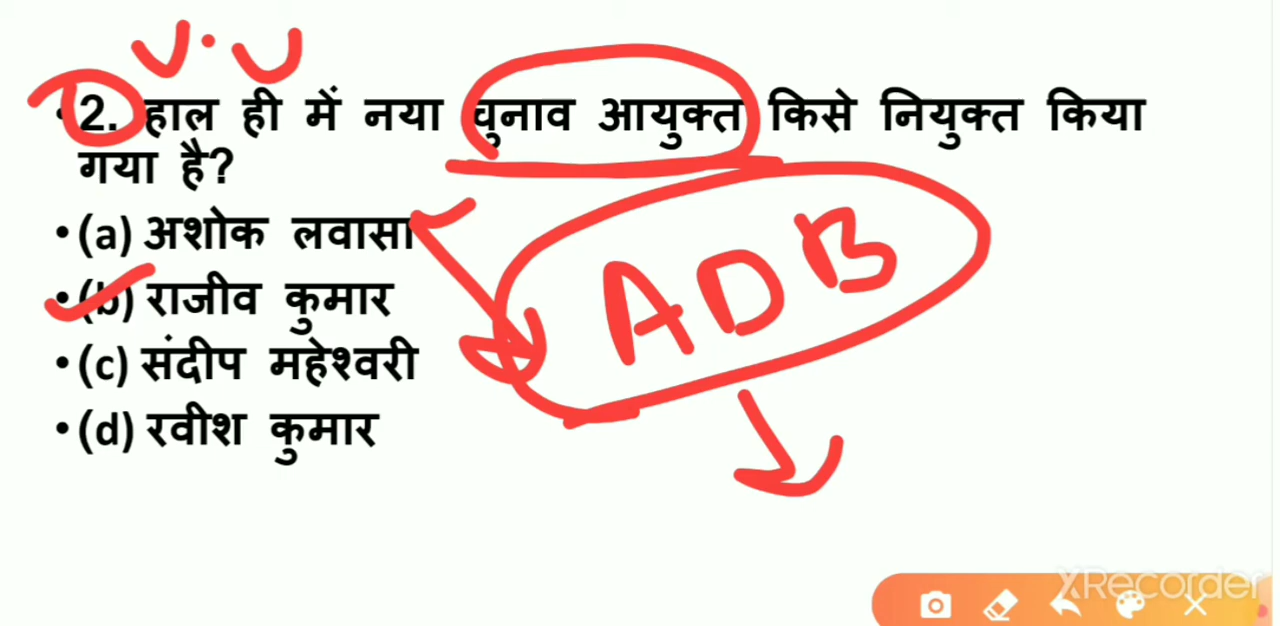 V.U
• 2. हाल ही में नया चुनाव आयुक्त किसे नियुक्त किया
गया है?
• (a) अशोक लवासा
• (b) राजीव कुमार
• (c) संदीप महेश्वरी
• (d) रवीश कुमार
ADB
XRecorder